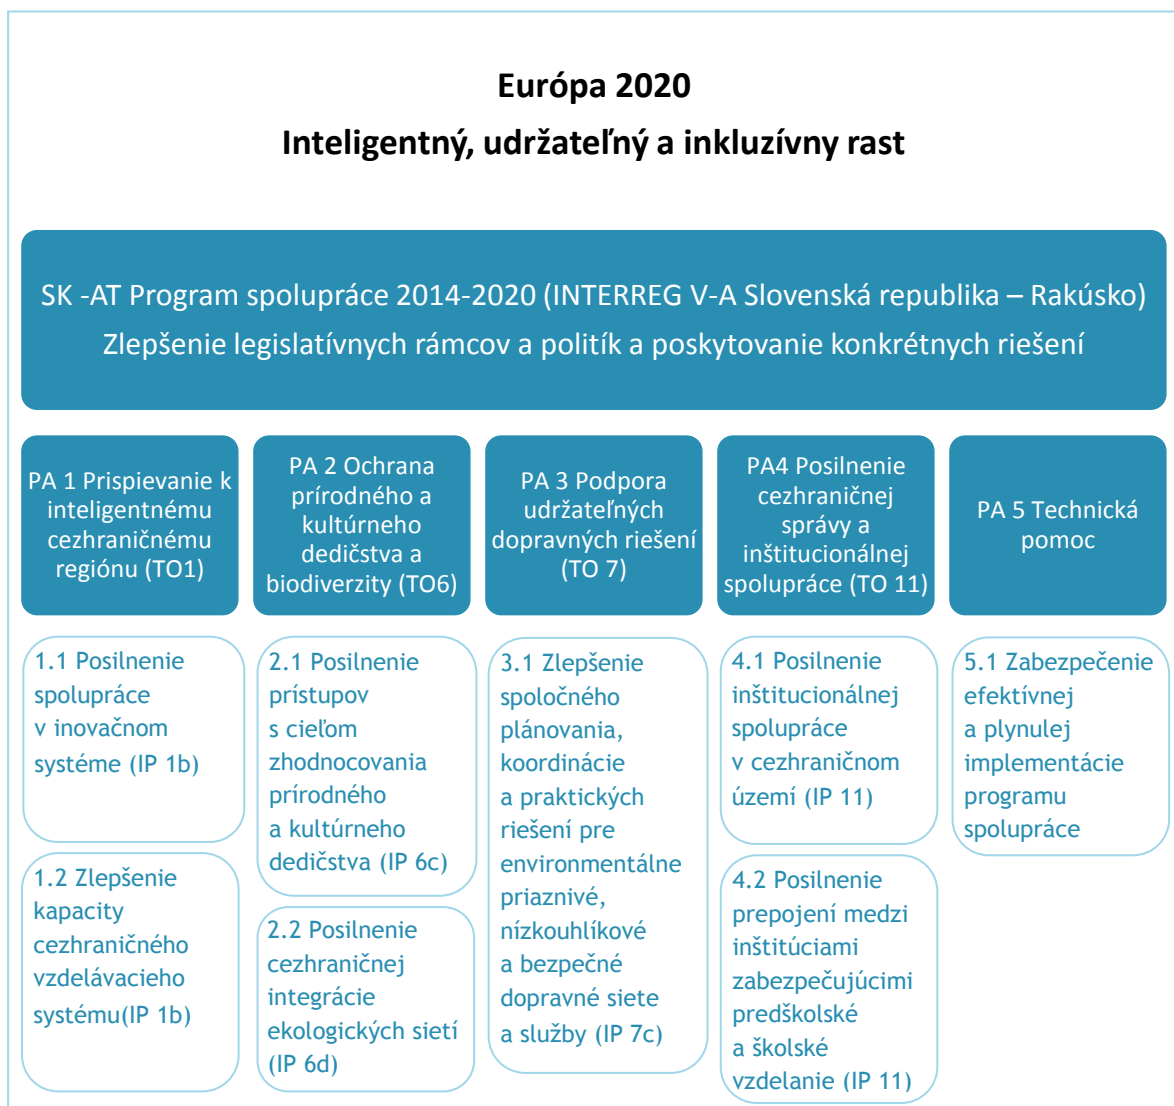 Európa 2020
Inteligentný, udržateľný a inkluzívny rast
SK -AT Program spolupráce 2014-2020 (INTERREG V-A Slovenská republika – Rakúsko)
Zlepšenie legislatívnych rámcov a politík a poskytovanie konkrétnych riešení
PA 1 Prispievanie k
inteligentnému
cezhraničnému
regiónu (TO1)
PA 2 Ochrana
prírodného a
kultúrneho
dedičstva a
biodiverzity (TO6)
PA 3 Podpora
udržateľných
dopravných riešení
(TO 7)
PA4 Posilnenie
cezhraničnej
správy a
inštitucionálnej
spolupráce (TO 11)
PA 5 Technická
pomoc
1.1 Posilnenie
spolupráce
v inovačnom
systéme (IP 1b)
1.2 Zlepšenie
kapacity
cezhraničného
vzdelávacieho
systému(IP 1b)
2.1 Posilnenie
prístupov
s cieľom
zhodnocovania
prírodného
a kultúrneho
dedičstva (IP 6c)
2.2 Posilnenie
cezhraničnej
integrácie
ekologických sietí
(IP 6d)
3.1 Zlepšenie
spoločného
plánovania,
koordinácie
a praktických
riešení pre
environmentálne
priaznivé,
nízkouhlíkové
a bezpečné
dopravné siete
a služby (IP 7c)
4.1 Posilnenie
inštitucionálnej
spolupráce
v cezhraničnom
území (IP 11)
4.2 Posilnenie
prepojení medzi
inštitúciami
zabezpečujúcimi
predškolské
a školské
vzdelanie (IP 11)
5.1 Zabezpečenie
efektívnej
a plynulej
implementácie
programu
spolupráce